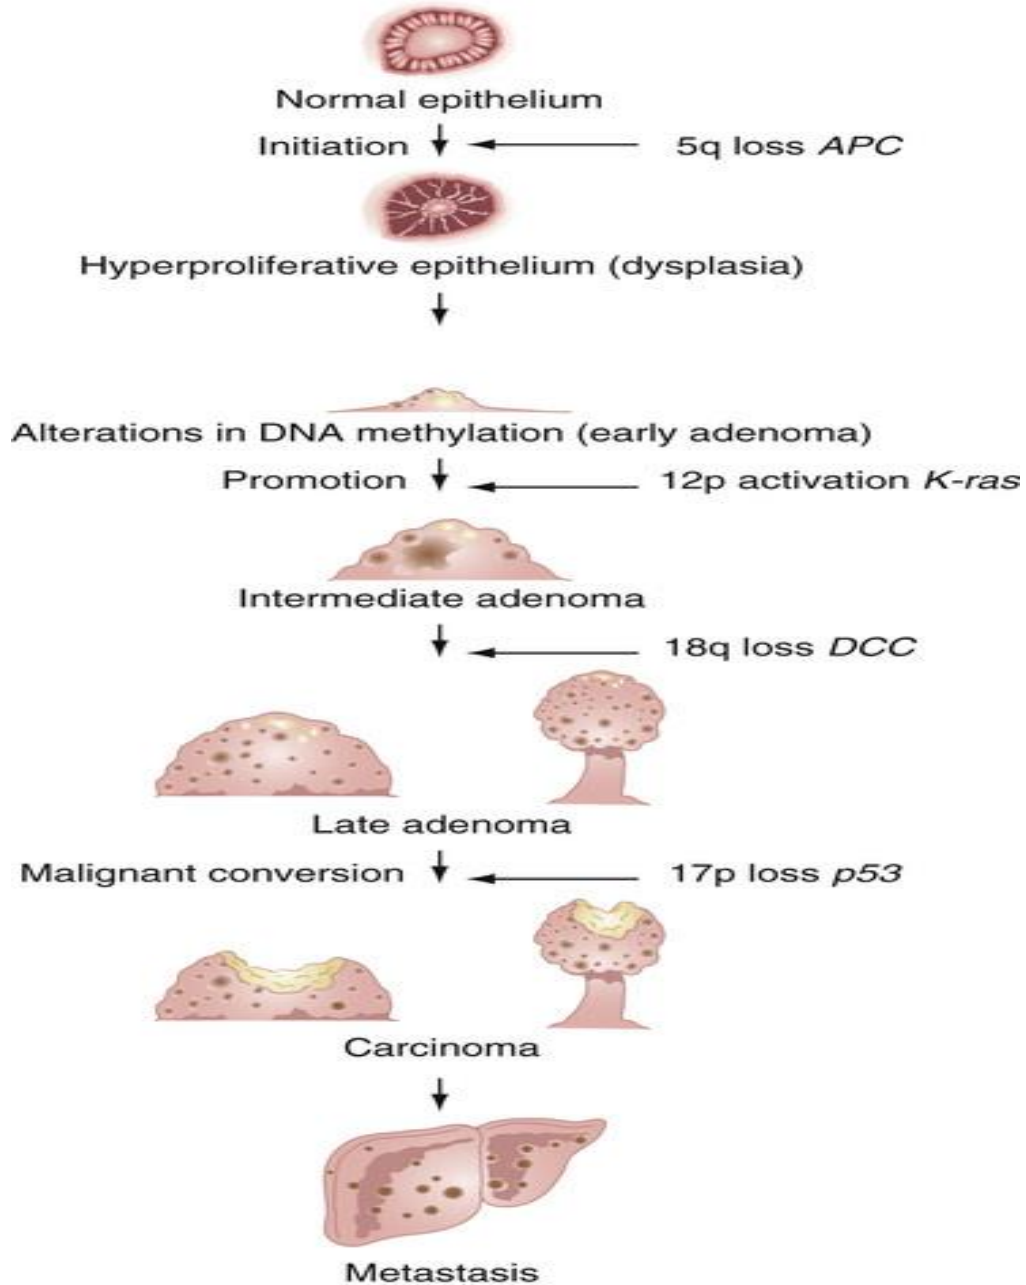 Normal epithelium
Initiation
5q loss APC
Hyperproliferative epithelium (dysplasia)
Alterations in DNA methylation (early adenoma)
Promotion
12p activation K-ras
Intermediate adenoma
18q loss DCC
Late adenoma
Malignant conversion
17p loss p53
Carcinoma
Metastasis